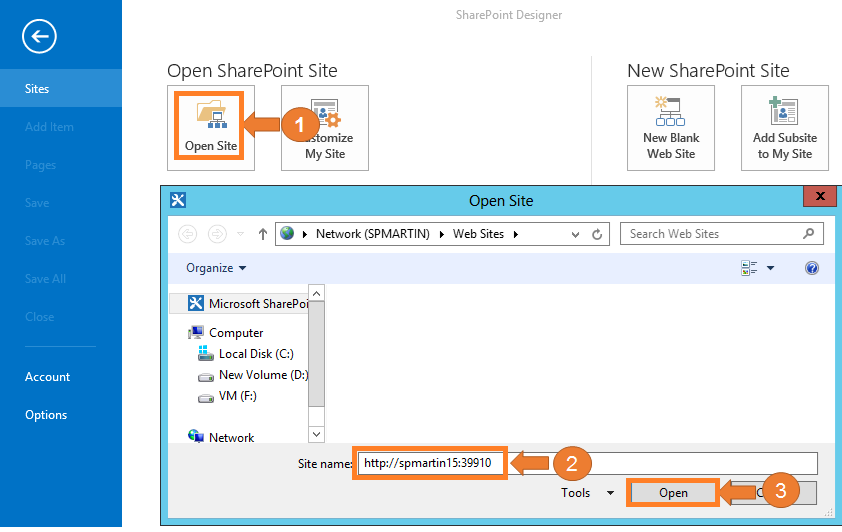 SharePoint Designer
Sites
Add Item
Pages
Save
Save As
Save All
Close
Account
Options
Open SharePoint Site
New SharePoint Site
Open Site
1
stomize
My Site
New Blank
Web Site
Add Subsite
to My Site
Open Site
x
Network (SPMARTIN)
Web Sites
Search Web Sites
Organize
?
Microsoft SharePoi
Computer
Local Disk (C:)
New Volume (D:)
VM (F:)
Network
Site name:
http://spmartin15:39910
2
Tools
Open
3